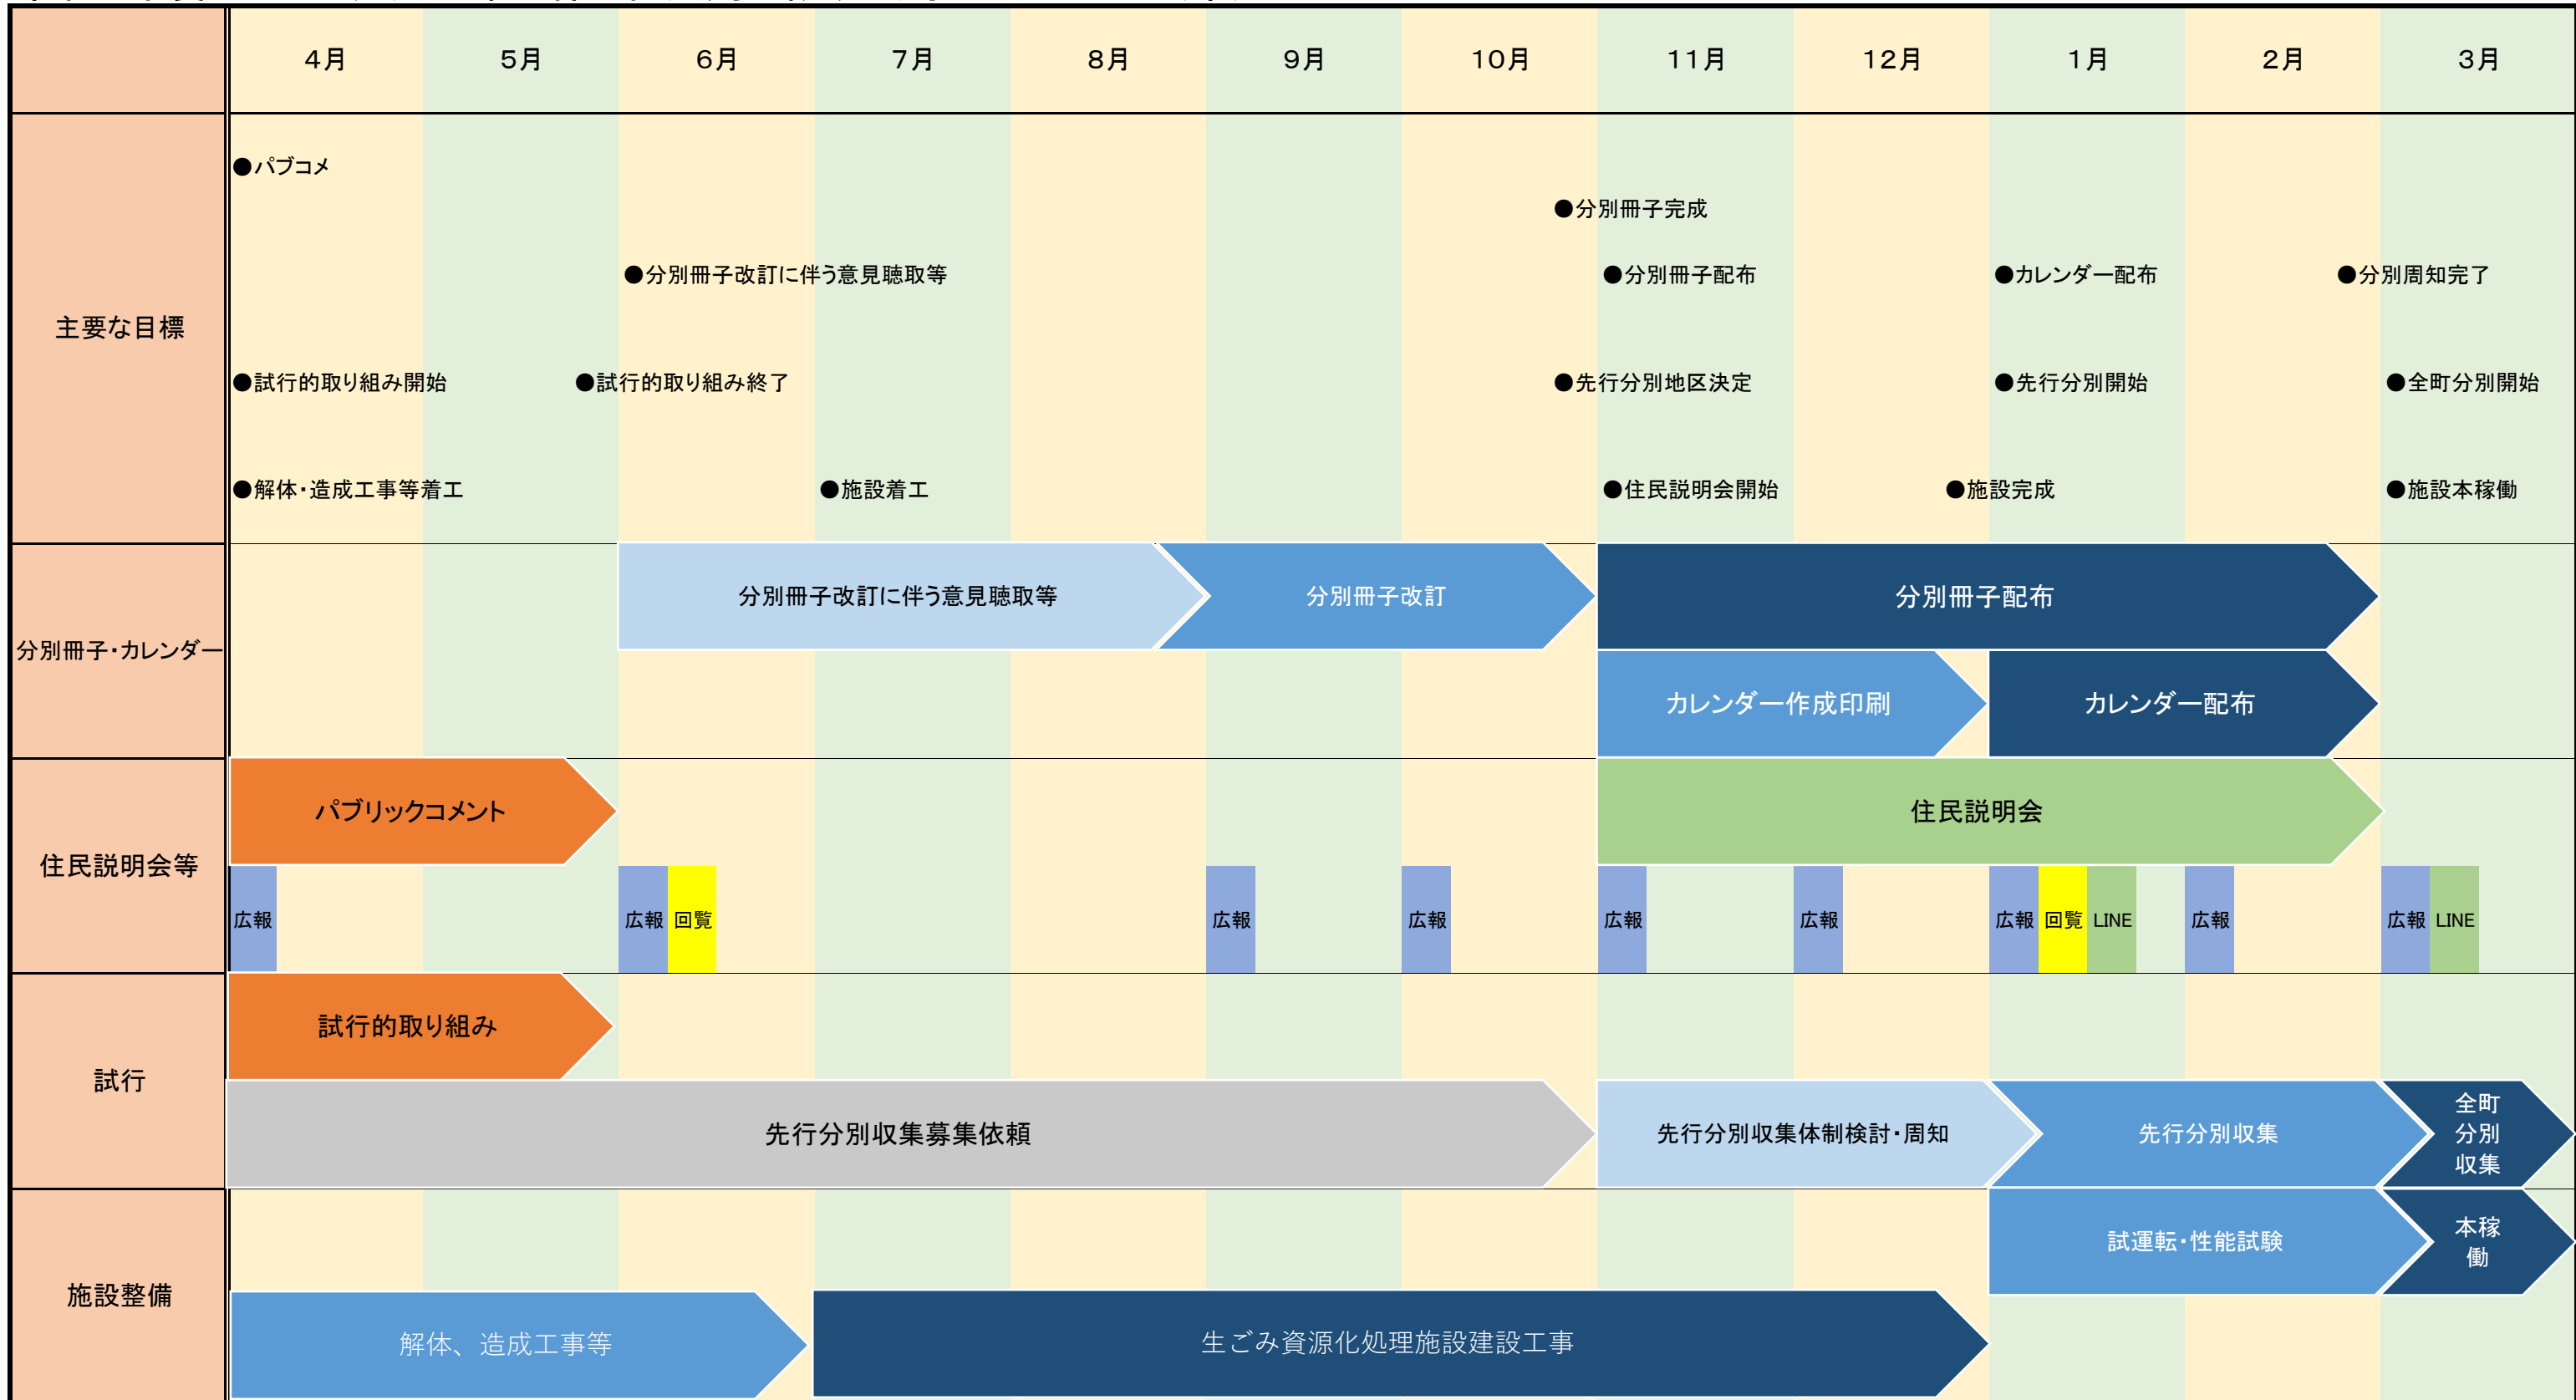 4月 5月 6月 7月 8月 9月 10月 11月 12月 1月 2月 3月
主要な目標
●パブコメ
●分別冊子完成
●分別冊子改訂に伴う意見聴取等 ●分別冊子配布 ●カレンダー配布 ●分別周知完了
●試行的取り組み開始 ●試行的取り組み終了 ●先行分別地区決定 ●先行分別開始 ●全町分別開始
●解体・造成工事等着工 ●施設着工 ●住民説明会開始 ●施設完成 ●施設本稼働
分別冊子・カレンダー
分別冊子改訂に伴う意見聴取等 分別冊子改訂 分別冊子配布
カレンダー作成印刷 カレンダー配布
住民説明会等
パブリックコメント 住民説明会
広報 広報 回覧 広報 広報 広報 広報 広報 回覧 LINE 広報 広報 LINE
試行
試行的取り組み
先行分別収集募集依頼 先行分別収集体制検討・周知 先行分別収集
全町
分別
収集
施設整備
試運転・性能試験
本稼
働
解体、造成工事等 生ごみ資源化処理施設建設工事